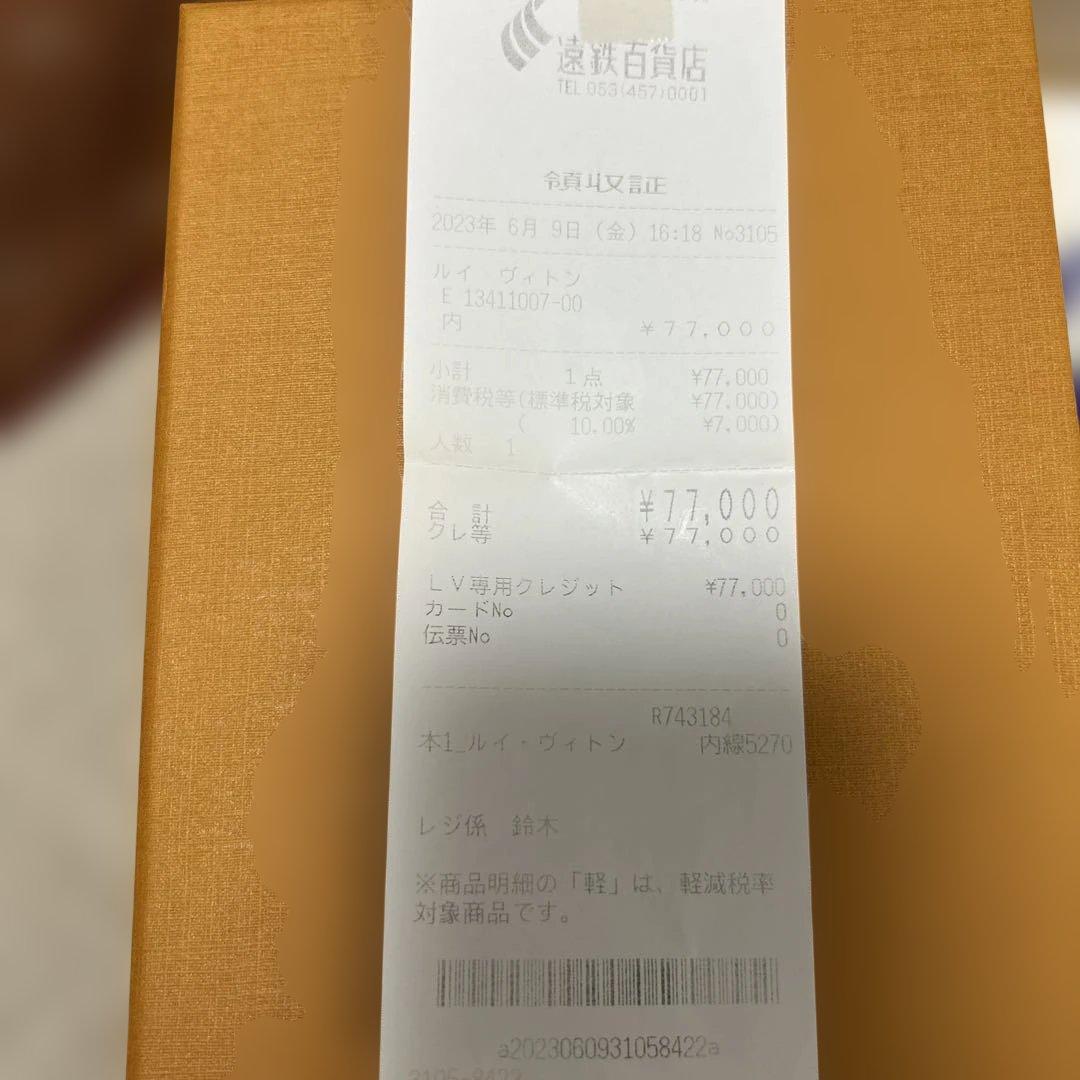 遠鉄百貨店
TEL 053(457)0001
領収証
2023年 6月 9日 (金) 16:18 No3105
ルイ ヴィトン
E 13411007-00
内 ¥77,000
小計 1点 ¥77,000
消費税等(標準税対象 ¥77,000)
( 10.00% ¥7,000)
人数 1
合 計 ¥77,000
クレ等 ¥77,000
LV専用クレジット ¥77,000
カードNo 0
伝票No 0
R743184
本1_ルイ・ヴィトン 内線5270
レジ係 鈴木
※商品明細の「軽」は、軽減税率
対象商品です。
a2023060931058422a
3105-8422